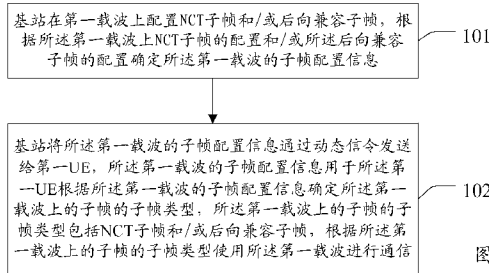 基站在第一载波上配置NCT子帧和/或后向兼容子帧，根
据所述第一载波上NCT子帧的配置和/或所述后向兼容
子帧的配置确定所述第一载波的子帧配置信息
101
基站将所述第一载波的子帧配置信息通过动态信令发送
给第一UE，所述第一载波的子帧配置信息用于所述第
一UE根据所述第一载波的子帧配置信息确定所述第一
载波上的子帧的子帧类型，所述第一载波上的子帧的子
帧类型包括NCT子帧和/或后向兼容子帧，根据所述第
一载波上的子帧的子帧类型使用所述第一载波进行通信
102
图